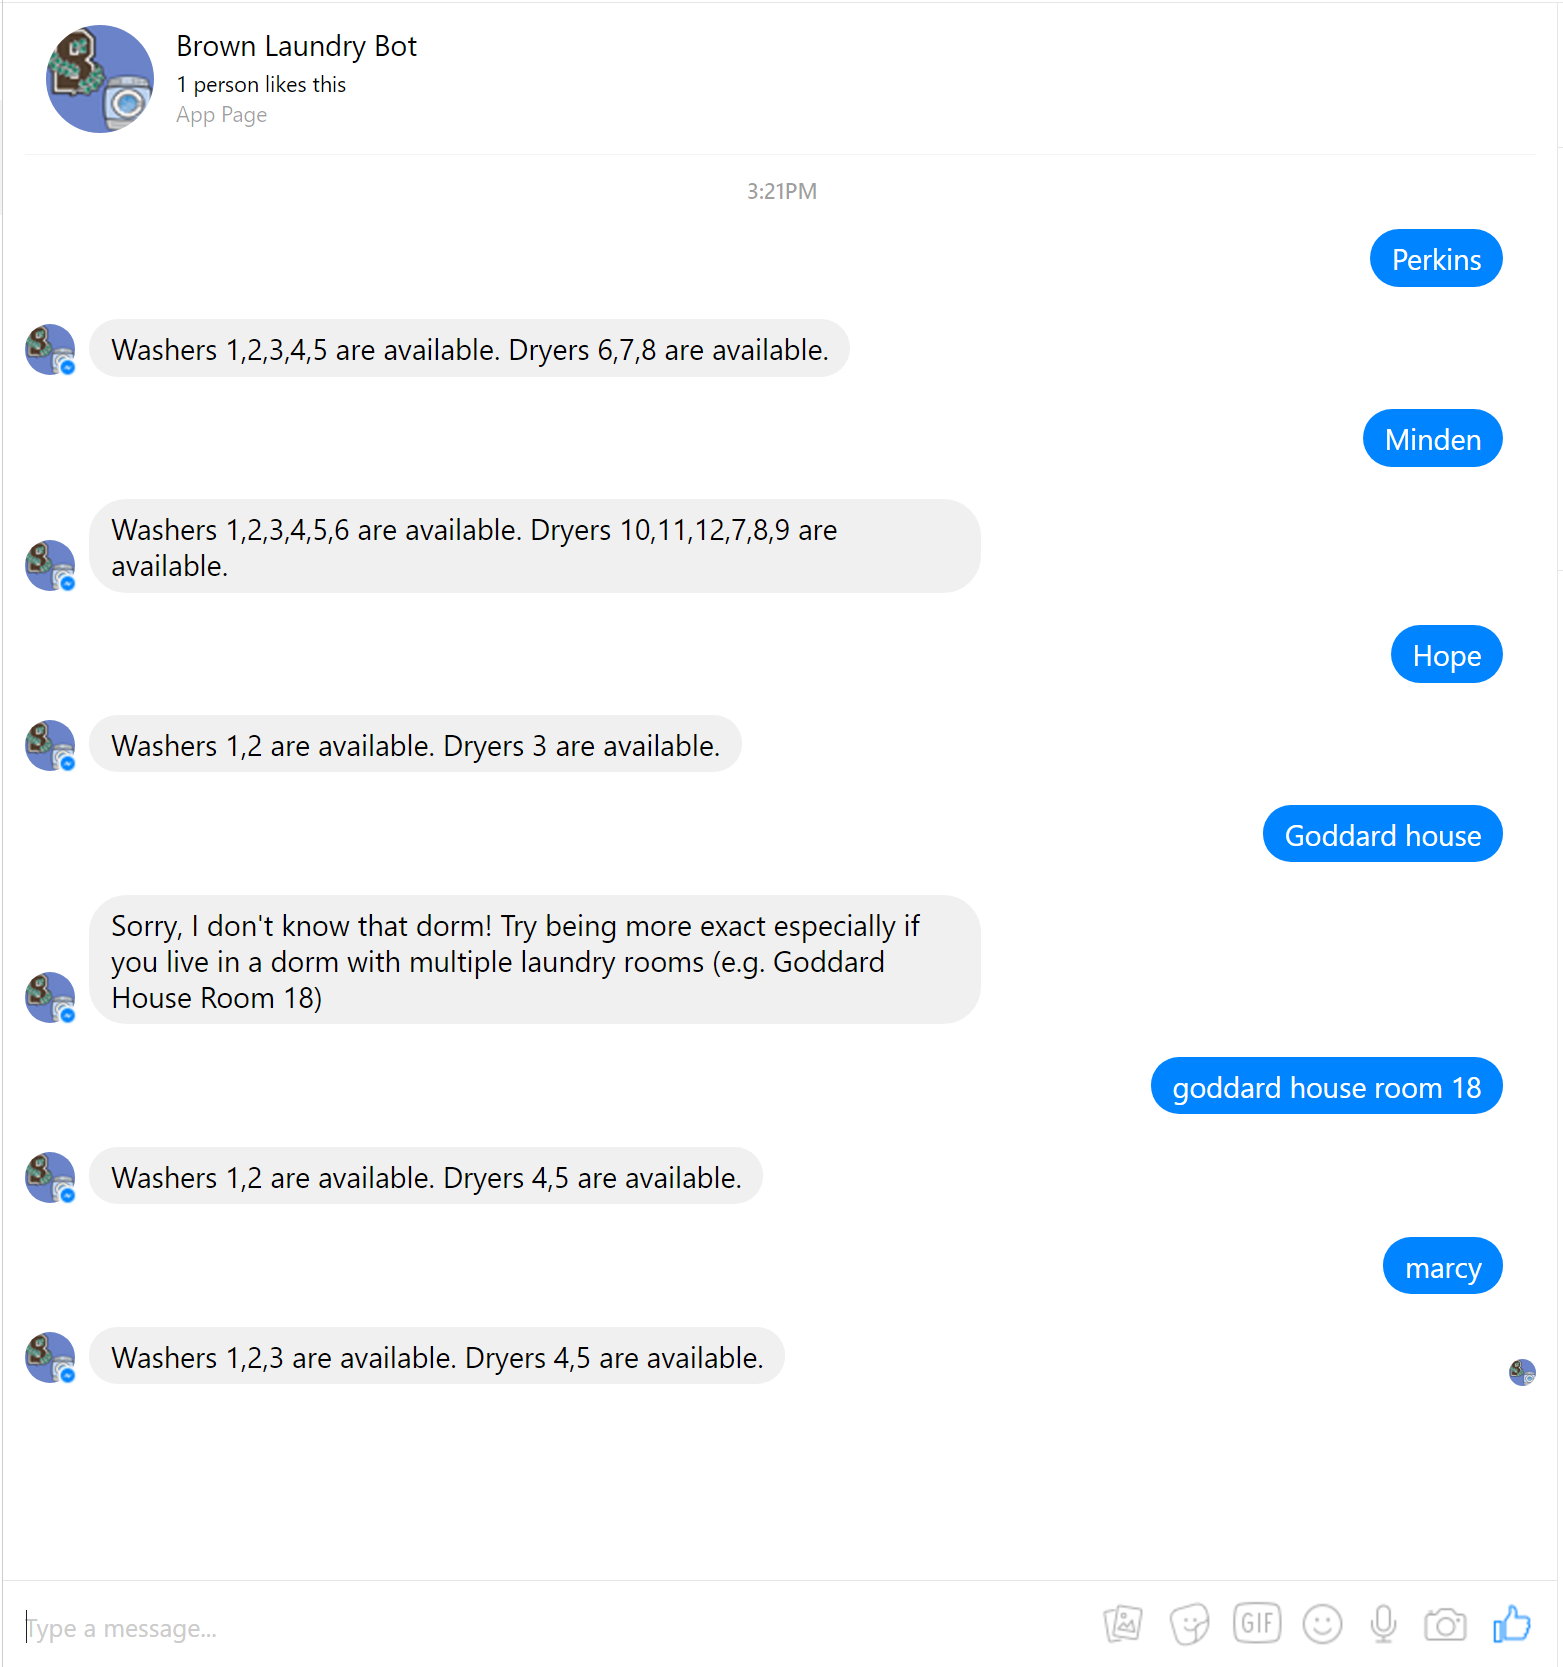 Brown Laundry Bot
1 person likes this
App Page
3:21PM
Perkins
Washers 1,2,3,4,5 are available. Dryers 6,7,8 are available.
Minden
Washers 1,2,3,4,5,6 are available. Dryers 10,11,12,7,8,9 are
available.
Hope
Washers 1,2 are available. Dryers 3 are available.
Goddard house
Sorry, I don't know that dorm! Try being more exact especially if
you live in a dorm with multiple laundry rooms (e.g. Goddard
House Room 18)
goddard house room 18
Washers 1,2 are available. Dryers 4,5 are available.
marcy
Washers 1,2,3 are available. Dryers 4,5 are available.
Type a message...
GIF